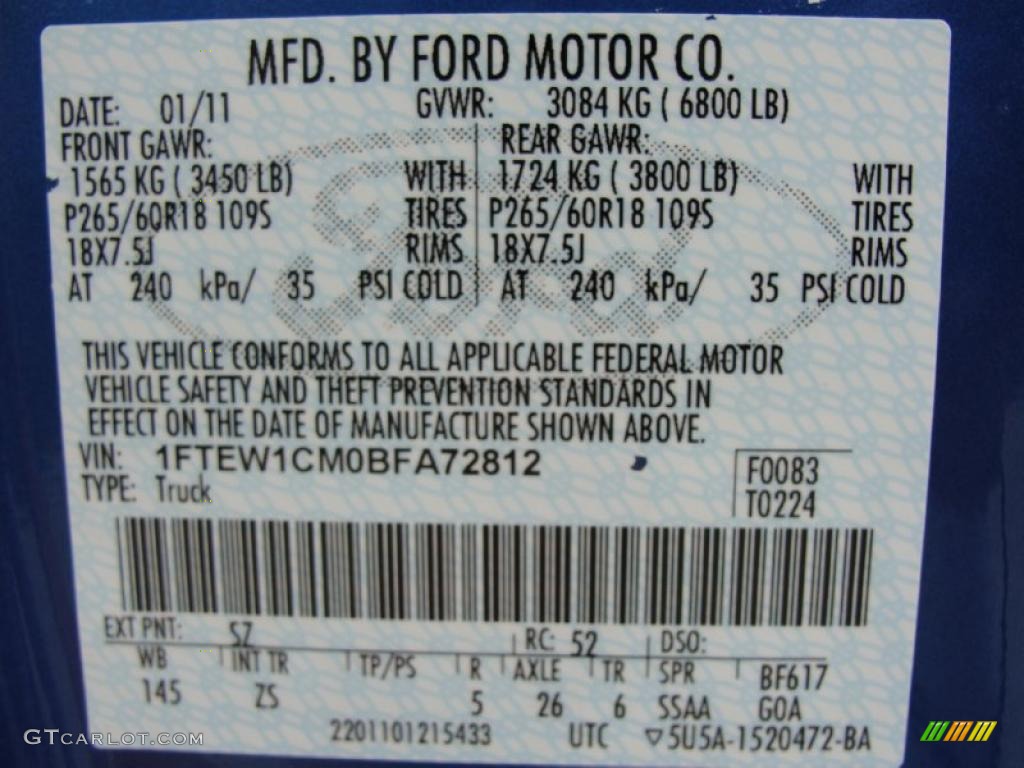 MFD. BY FORD MOTOR CO.
DATE: 01/11 GVWR: 3084 KG ( 6800 LB)
FRONT GAWR: REAR GAWR:
1565 KG ( 3450 LB) WITH 1724 KG ( 3800 LB) WITH
P265/60R18 109S TIRES P265/60R18 109S TIRES
18X7.5J RIMS 18X7.5J RIMS
AT 240 kPa/ 35 PSI COLD AT 240 kPa/ 35 PSI COLD
Ford
THIS VEHICLE CONFORMS TO ALL APPLICABLE FEDERAL MOTOR
VEHICLE SAFETY AND THEFT PREVENTION STANDARDS IN
EFFECT ON THE DATE OF MANUFACTURE SHOWN ABOVE.
VIN: 1FTEW1CM0BFA72812 F0083
TYPE: Truck T0224
EXT PNT: SZ RC: 52 DSO:
WB INT TR TP/PS R AXLE TR SPR BF617
145 ZS 5 26 6 SSAA GOA
2201101215433 UTC ▽5U5A-1520472-BA
GTCARLOT.COM